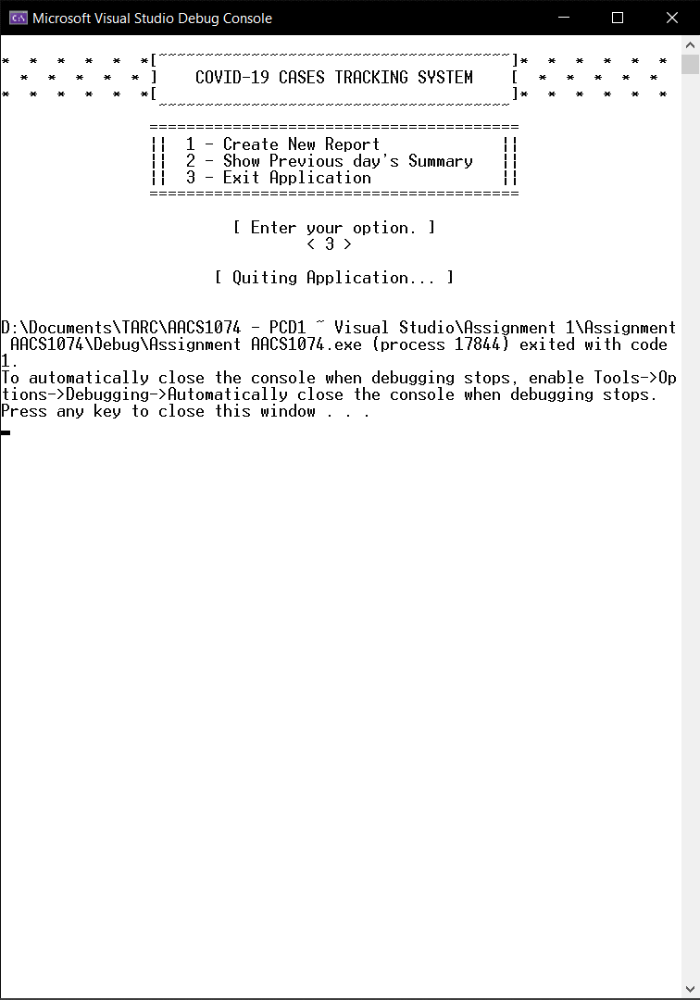 Microsoft Visual Studio Debug Console
* * * * * *[~~~~~~~~~~~~~~~~~~~~~~~~~~~~~~~~~~~~~~]* * * * * *
* * * * * ]    COVID-19 CASES TRACKING SYSTEM    [ * * * * *
* * * * * *[                                      ]* * * * * *
~~~~~~~~~~~~~~~~~~~~~~~~~~~~~~~~~~~~~~
========================================
||  1 - Create New Report             ||
||  2 - Show Previous day's Summary   ||
||  3 - Exit Application              ||
========================================
[ Enter your option. ]
< 3 >
[ Quiting Application... ]
D:\Documents\TARC\AACS1074 - PCD1 ~ Visual Studio\Assignment 1\Assignment
AACS1074\Debug\Assignment AACS1074.exe (process 17844) exited with code
1.
To automatically close the console when debugging stops, enable Tools->Op
tions->Debugging->Automatically close the console when debugging stops.
Press any key to close this window . . .